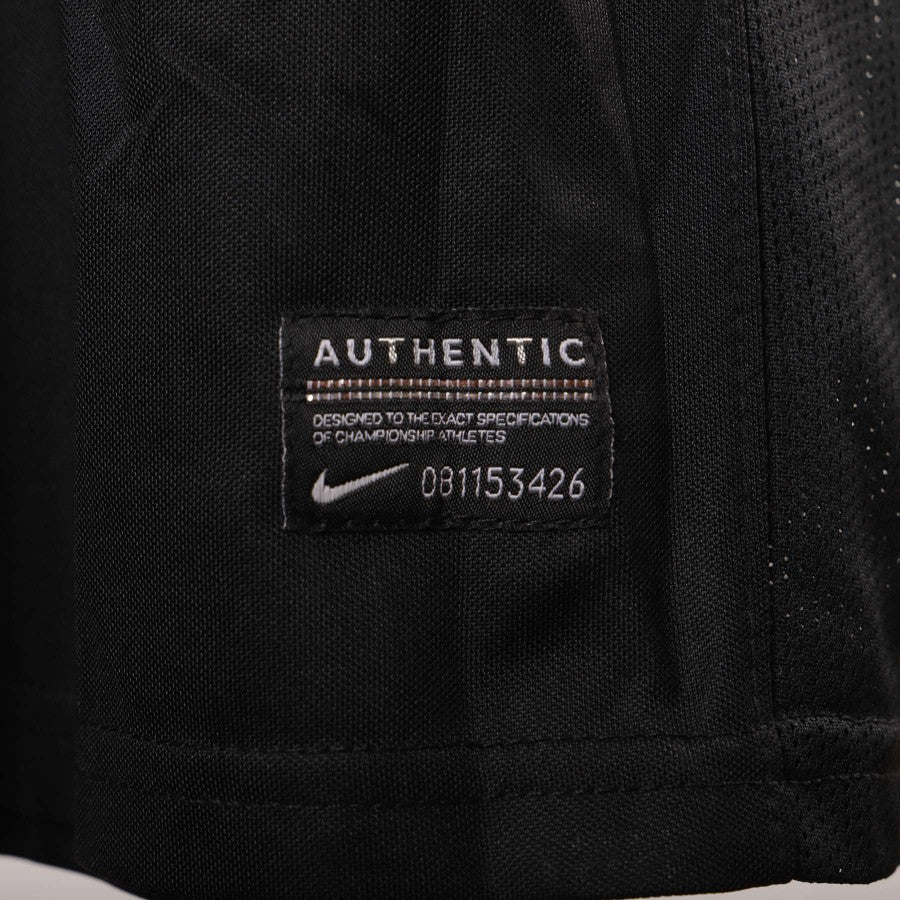 AUTHENTIC
DESIGNED TO THE EXACT SPECIFICATIONS
OF CHAMPIONSHIP ATHLETES
081153426